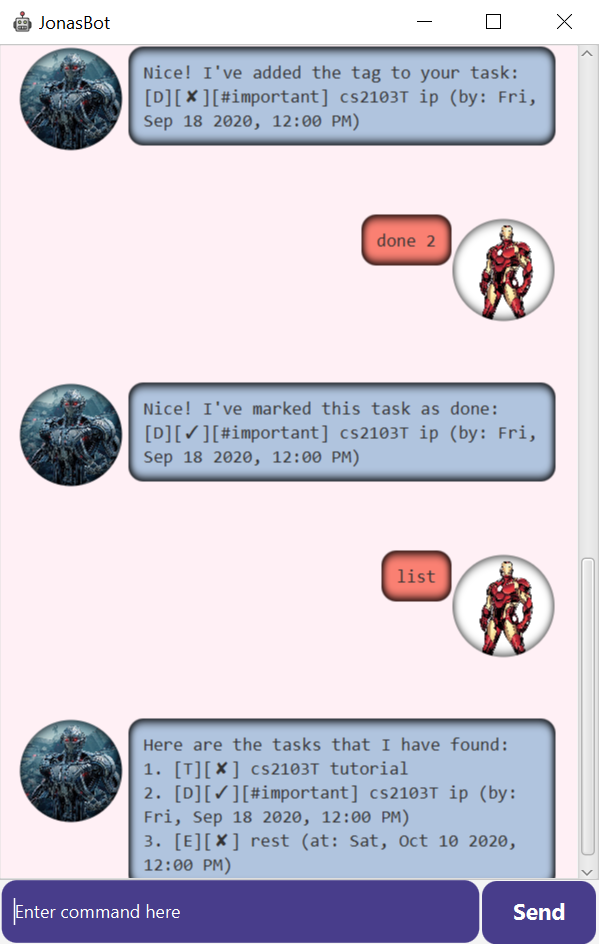 JonasBot
Nice! I've added the tag to your task:
[D][✘][#important] cs2103T ip (by: Fri,
Sep 18 2020, 12:00 PM)
done 2
Nice! I've marked this task as done:
[D][✓][#important] cs2103T ip (by: Fri,
Sep 18 2020, 12:00 PM)
list
Here are the tasks that I have found:
1. [T][✘] cs2103T tutorial
2. [D][✓][#important] cs2103T ip (by:
Fri, Sep 18 2020, 12:00 PM)
3. [E][✘] rest (at: Sat, Oct 10 2020,
12:00 PM)
Enter command here
Send